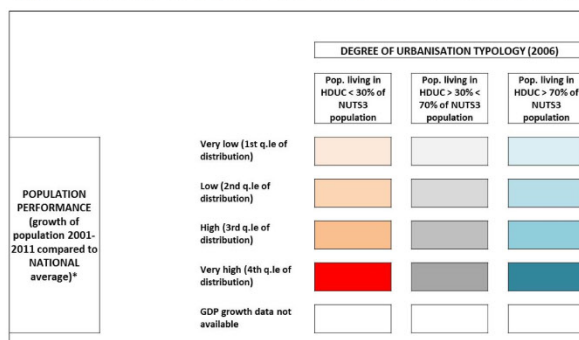 DEGREE OF URBANISATION TYPOLOGY (2006)
Pop. living in
HDUC < 30% of
NUTS3
population
Pop. living in
HDUC > 30% <
70% of NUTS3
population
Pop. living in
HDUC > 70% of
NUTS3
population
POPULATION
PERFORMANCE
(growth of
population 2001-
2011 compared to
NATIONAL
average)*
Very low (1st q.le of
distribution)
Low (2nd q.le of
distribution)
High (3rd q.le of
distribution)
Very high (4th q.le of
distribution)
GDP growth data not
available